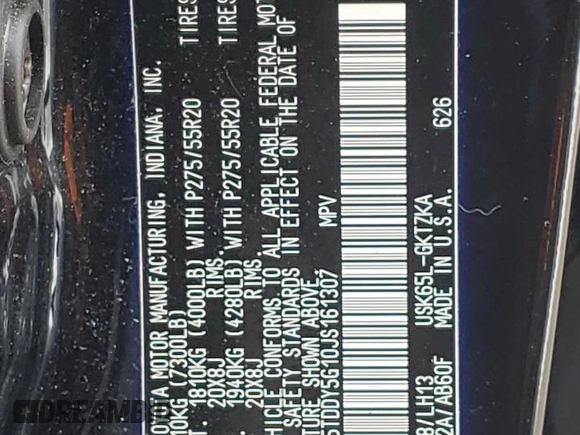 OTA MOTOR MANUFACTURING, INDIANA, INC.
10KG (7300LB) TIRES
T. 1810KG (4000LB) WITH P275/55R20
20X8J RIMS, TIRES
T. 1940KG (4280LB) WITH P275/55R20
20X8J RIMS,
HICLE CONFORMS TO ALL APPLICABLE FEDERAL MOT
SAFETY STANDARDS IN EFFECT ON THE DATE OF
TURE SHOWN ABOVE.
5TDDY5G10JS161307 MPV
8/LH13 USK65L-GKTZKA 626
2A/AB60F MADE IN U.S.A.
DREAMBID